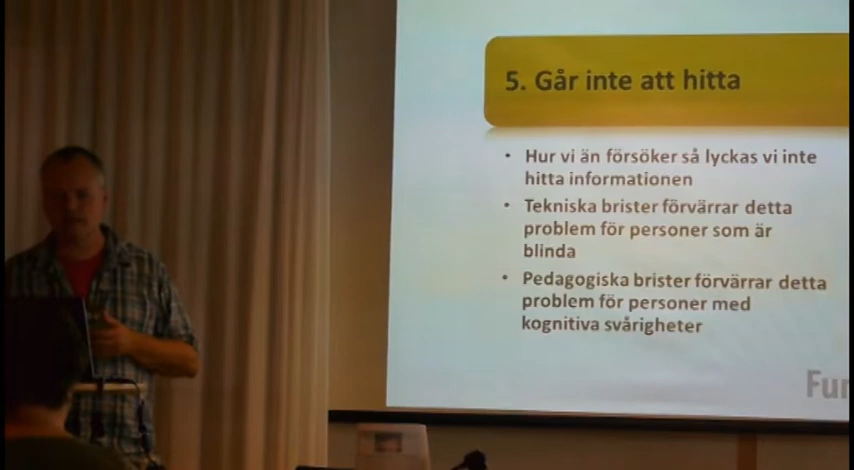 5. Går inte att hitta
• Hur vi än försöker så lyckas vi inte
hitta informationen
• Tekniska brister förvärrar detta
problem för personer som är
blinda
• Pedagogiska brister förvärrar detta
problem för personer med
kognitiva svårigheter
Fun